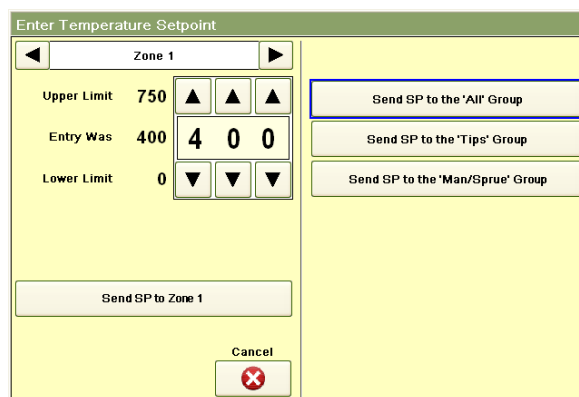 Enter Temperature Setpoint
Zone 1
Upper Limit 750
Entry Was 400 4 0 0
Lower Limit 0
Send SP to Zone 1
Cancel
Send SP to the 'All' Group
Send SP to the 'Tips' Group
Send SP to the 'Man/Sprue' Group